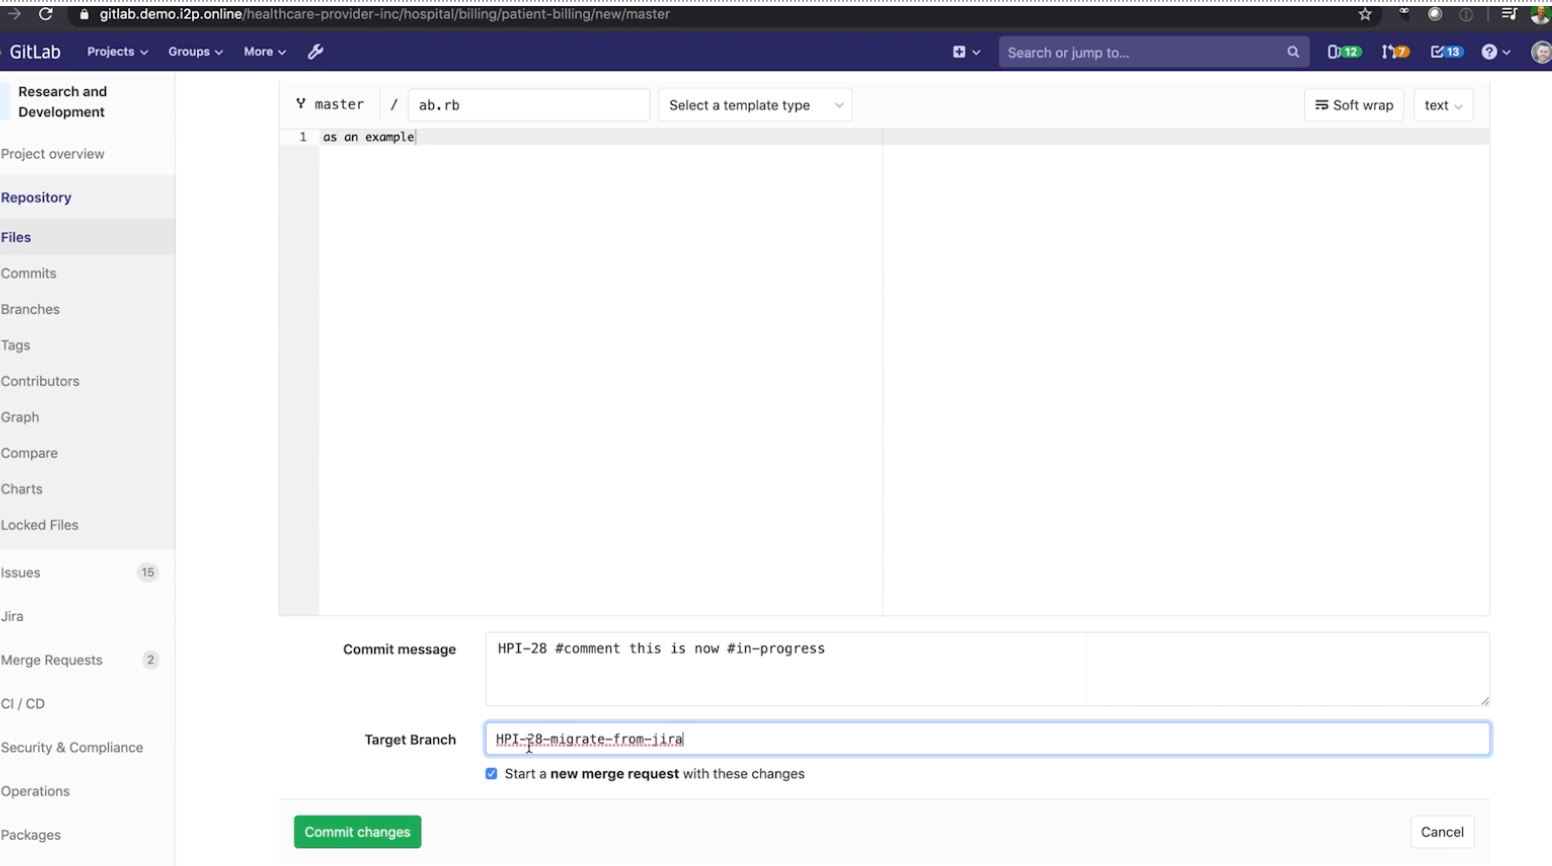 gitlab.demo.i2p.online/healthcare-provider-inc/hospital/billing/patient-billing/new/master
GitLab Projects Groups More Search or jump to... 12 7 13 ?
Research and
Development
Project overview
Repository
Files
Commits
Branches
Tags
Contributors
Graph
Compare
Charts
Locked Files
Issues 15
Jira
Merge Requests 2
CI / CD
Security & Compliance
Operations
Packages
master / ab.rb Select a template type Soft wrap text
1 as an example
Commit message HPI-28 #comment this is now #in-progress
Target Branch HPI-28-migrate-from-jira
Start a new merge request with these changes
Commit changes Cancel